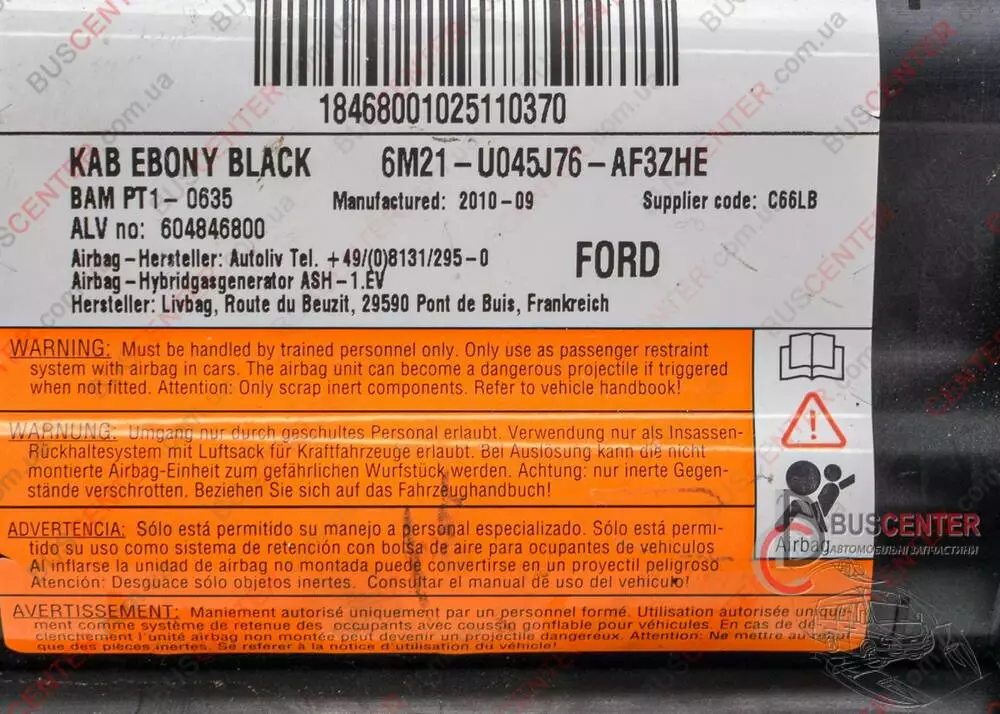 18468001025110370
KAB EBONY BLACK 6M21-U045J76-AF3ZHE
BAM PT1-0635 Manufactured: 2010-09 Supplier code: C66LB
ALV no: 604846800
Airbag-Hersteller: Autoliv Tel. +49/(0)8131/295-0
FORD
Airbag-Hybridgasgenerator ASH-1.EV
Hersteller: Livbag, Route du Beuzit, 29590 Pont de Buis, Frankreich
WARNING: Must be handled by trained personnel only. Only use as passenger restraint
system with airbag in cars. The airbag unit can become a dangerous projectile if triggered
when not fitted. Attention: Only scrap inert components. Refer to vehicle handbook!
WARNUNG: Umgang nur durch geschultes Personal erlaubt. Verwendung nur als Insassen-
Rückhaltesystem mit Luftsack für Kraftfahrzeuge erlaubt. Bei Auslösung kann die nicht
montierte Airbag-Einheit zum gefährlichen Wurfstück werden. Achtung: nur inerte Gegen-
stände verschrotten. Beziehen Sie sich auf das Fahrzeughandbuch!
ADVERTENCIA: Sólo está permitido su manejo a personal especializado. Sólo está permi-
tido su uso como sistema de retención con bolsa de aire para ocupantes de vehículos
Al inflarse la unidad de airbag no montada puede convertirse en un proyectil peligroso
Atención: Desguace sólo objetos inertes. Consultar el manual de uso del vehículo!
AVERTISSEMENT: Maniement autorisé uniquement par un personnel formé. Utilisation autorisée unique-
ment comme système de retenue des occupants avec coussin gonflable pour véhicules. En cas de dé
clenchement l'unité airbag non montée peut devenir un projectile dangereux. Attention: Ne mettre au rebut
que des pièces inertes. Se référer à la notice d'utilisation du véhicule!
Airbag
BUSCENTER
АВТОМОБІЛЬНІ ЗАПЧАСТИНИ
BUSCENTER
.com.ua